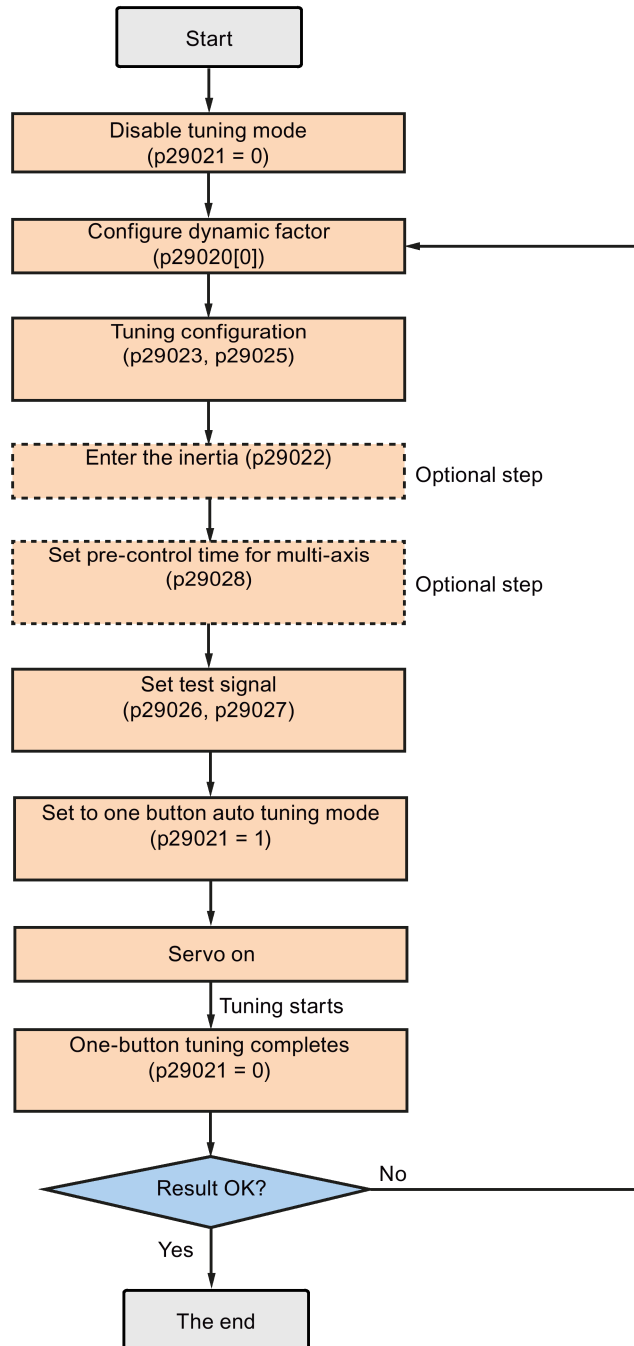 Start
Disable tuning mode
(p29021 = 0)
Configure dynamic factor
(p29020[0])
Tuning configuration
(p29023, p29025)
Enter the inertia (p29022)
Optional step
Set pre-control time for multi-axis
(p29028)
Optional step
Set test signal
(p29026, p29027)
Set to one button auto tuning mode
(p29021 = 1)
Servo on
Tuning starts
One-button tuning completes
(p29021 = 0)
Result OK?
No
Yes
The end